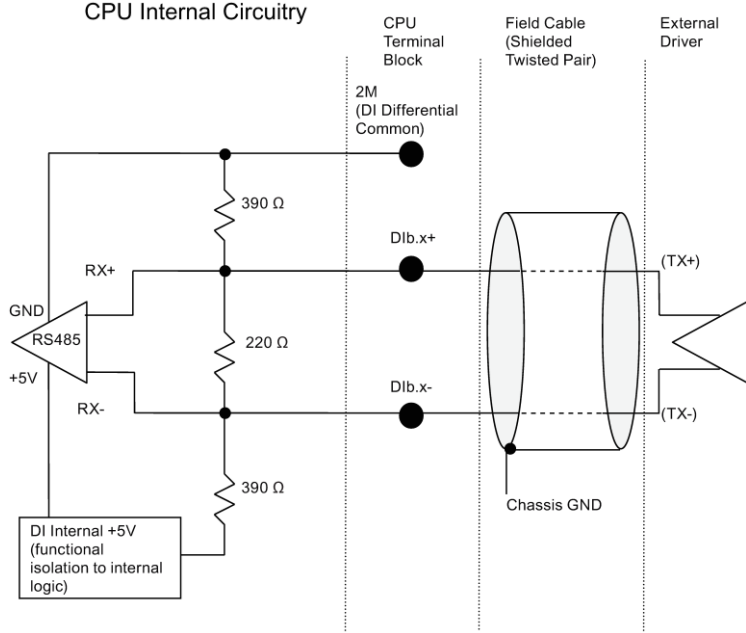 CPU Internal Circuitry
CPU
Terminal
Block
Field Cable
(Shielded
Twisted Pair)
External
Driver
2M
(DI Differential
Common)
390 Ω
DIb.x+
RX+
(TX+)
GND
RS485
220 Ω
+5V
DIb.x-
RX-
(TX-)
390 Ω
Chassis GND
DI Internal +5V
(functional
isolation to internal
logic)